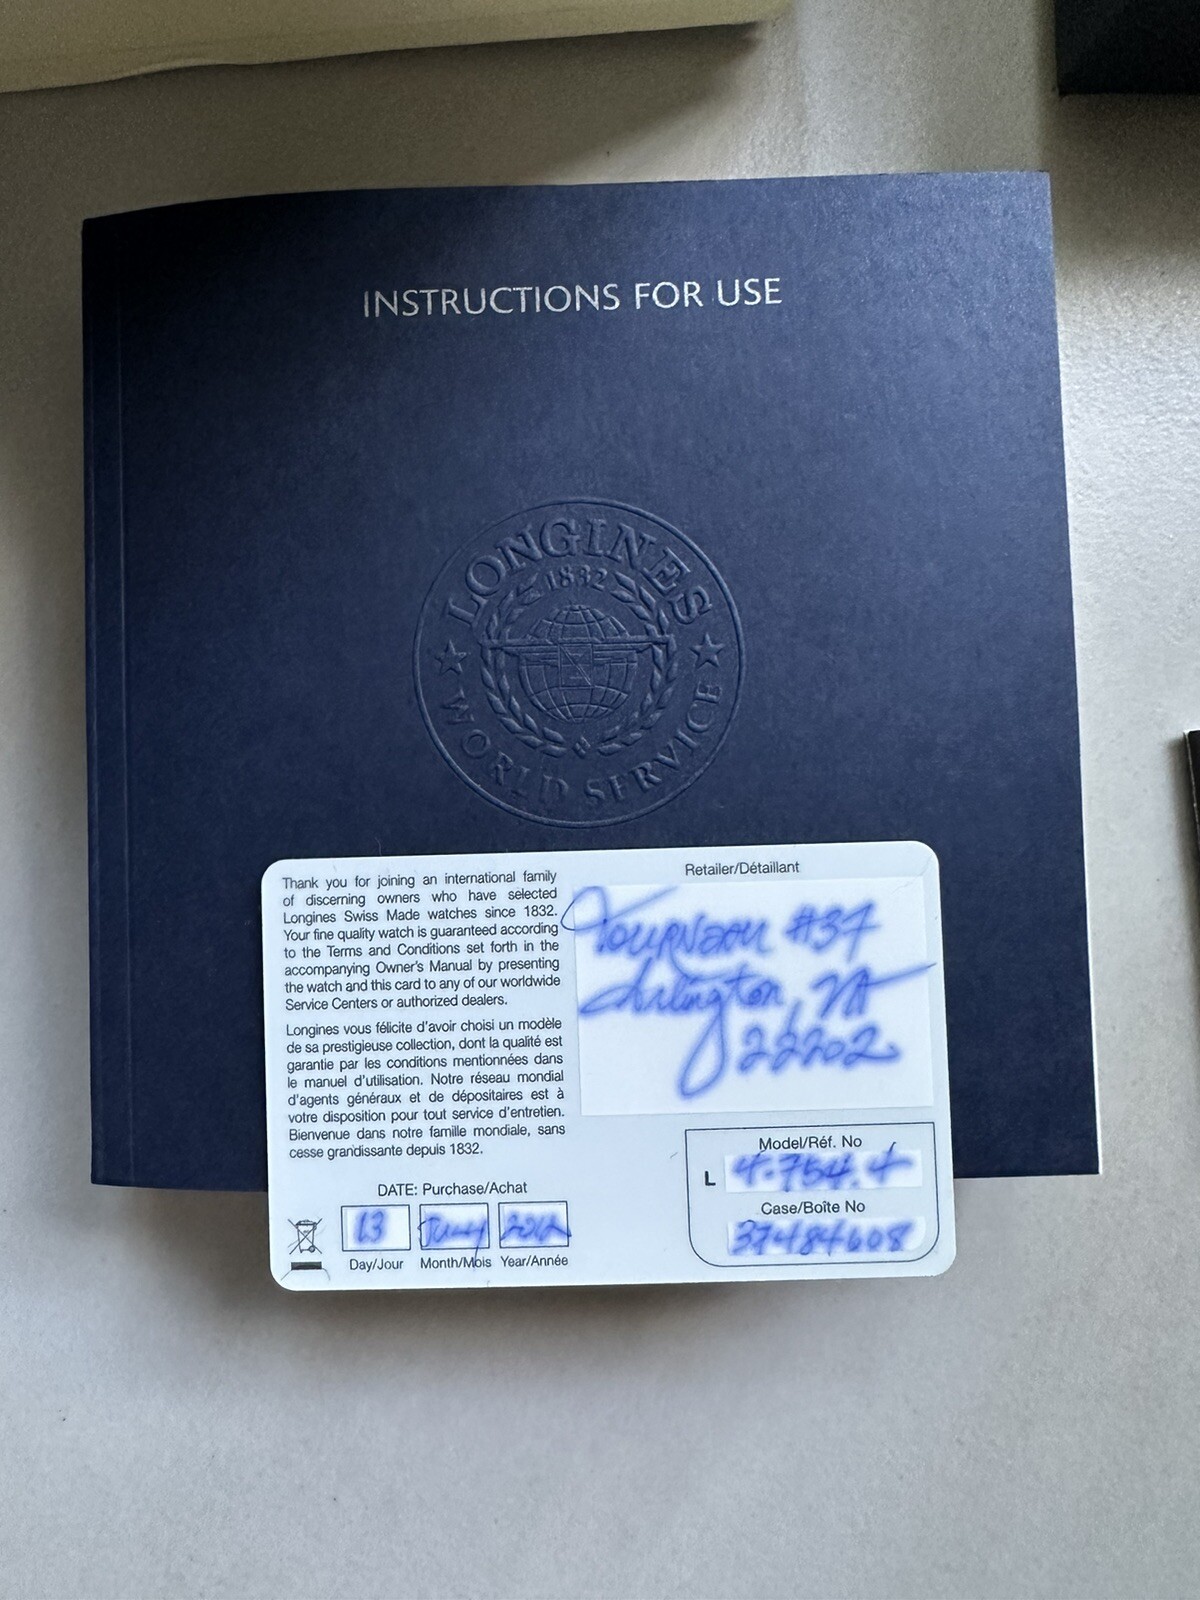 INSTRUCTIONS FOR USE
LONGINES
1832
WORLD SERVICE
Thank you for joining an international family
of discerning owners who have selected
Longines Swiss Made watches since 1832.
Your fine quality watch is guaranteed according
to the Terms and Conditions set forth in the
accompanying Owner's Manual by presenting
the watch and this card to any of our worldwide
Service Centers or authorized dealers.
Longines vous félicite d'avoir choisi un modèle
de sa prestigieuse collection, dont la qualité est
garantie par les conditions mentionnées dans
le manuel d'utilisation. Notre réseau mondial
d'agents généraux et de dépositaires est à
votre disposition pour tout service d'entretien.
Bienvenue dans notre famille mondiale, sans
cesse grandissante depuis 1832.
DATE: Purchase/Achat
13
Day/Jour Month/Mois Year/Année
Retailer/Détaillant
Tourneau #37
Arlington, VA
22202
Model/Réf. No
L 4.754.4
Case/Boîte No
37484608